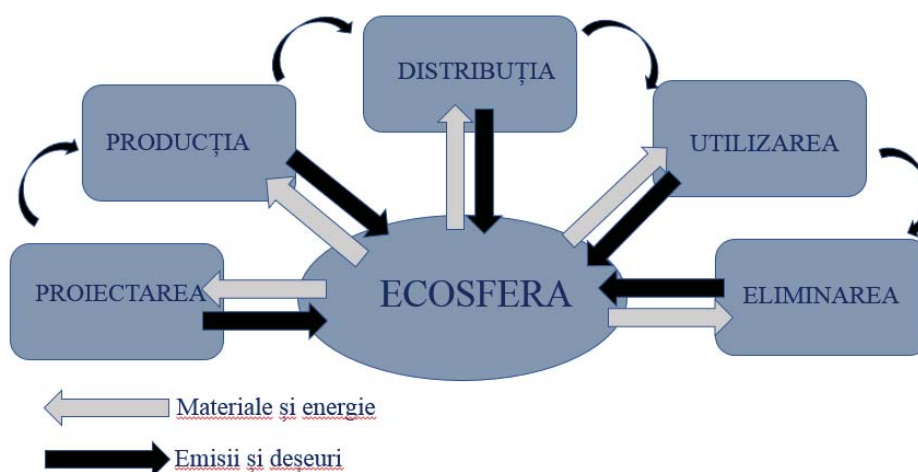 DISTRIBUȚIA
PRODUCȚIA
UTILIZAREA
PROIECTAREA
ECOSFERA
ELIMINAREA
Materiale și energie
Emisii și deșeuri